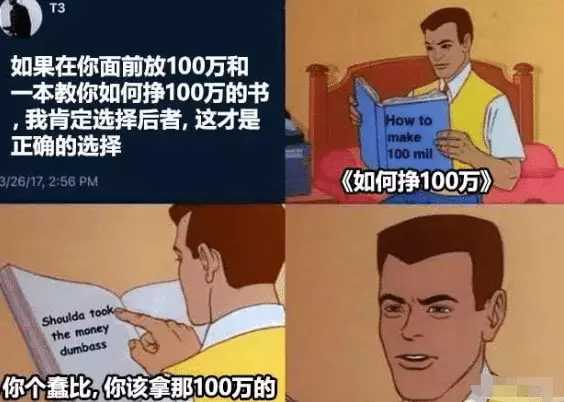 T3
如果在你面前放100万和
一本教你如何挣100万的书
, 我肯定选择后者, 这才是
正确的选择
3/26/17, 2:56 PM
How to
make
100 mil
《如何挣100万》
Shoulda took
the money
dumbass
你个蠢比, 你该拿那100万的